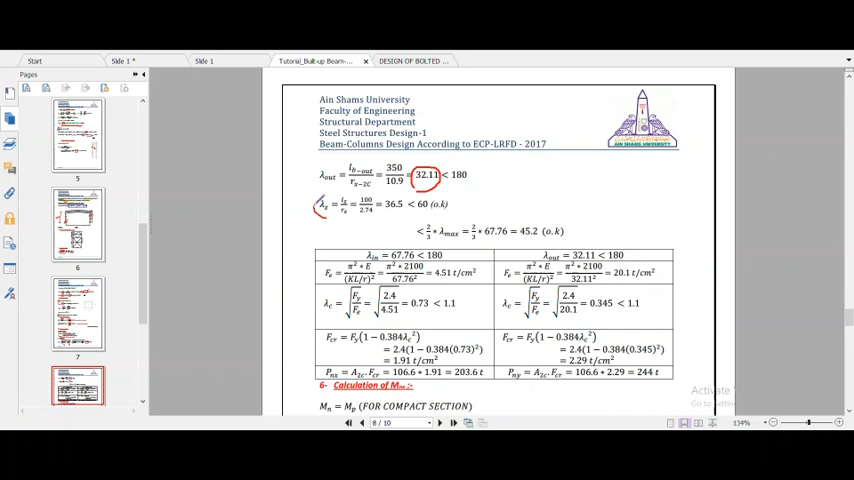 Start
Slide 1 *
Slide 1
Tutorial_Built-up Beam-...
DESIGN OF BOLTED ...
Pages
5
6
7
Ain Shams University
Faculty of Engineering
Structural Department
Steel Structures Design-1
Beam-Columns Design According to ECP-LRFD - 2017
AIN SHAMS UNIVERSITY
λout = lb-out / rx-2C = 350 / 10.9 = 32.11 < 180
λz = lz / rz = 100 / 2.74 = 36.5 < 60 (o.k)
< 2/3 * λmax = 2/3 * 67.76 = 45.2 (o.k)
λin = 67.76 < 180
λout = 32.11 < 180
Fe = π² * E / (KL/r)² = π² * 2100 / 67.76² = 4.51 t/cm²
Fe = π² * E / (KL/r)² = π² * 2100 / 32.11² = 20.1 t/cm²
λc = √(Fy / Fe) = √(2.4 / 4.51) = 0.73 < 1.1
λc = √(Fy / Fe) = √(2.4 / 20.1) = 0.345 < 1.1
Fcr = Fy(1 − 0.384λc²)
= 2.4(1 − 0.384(0.73)²)
= 1.91 t/cm²
Fcr = Fy(1 − 0.384λc²)
= 2.4(1 − 0.384(0.345)²)
= 2.29 t/cm²
Pnx = A2c. Fcr = 106.6 * 1.91 = 203.6 t
Pny = A2c. Fcr = 106.6 * 2.29 = 244 t
6- Calculation of Mnx :-
Mn = Mp (FOR COMPACT SECTION)
Activate
Go to Setting
8 / 10
134%